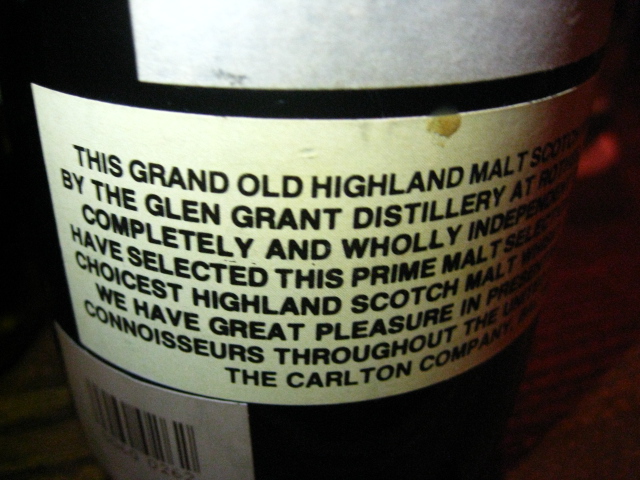 THIS GRAND OLD HIGHLAND MALT SCOTCH
BY THE GLEN GRANT DISTILLERY AT
COMPLETELY AND WHOLLY
HAVE SELECTED THIS PRIME MALT
CHOICEST HIGHLAND SCOTCH MALT
WE HAVE GREAT PLEASURE IN
CONNOISSEURS THROUGHOUT THE
THE CARLTON COMPANY,